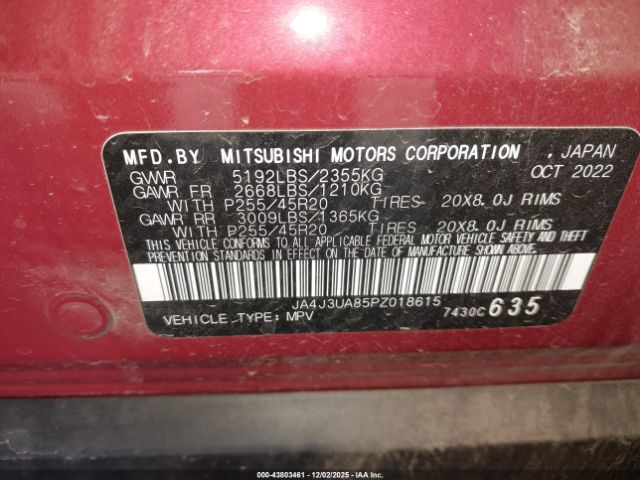 MFD.BY MITSUBISHI MOTORS CORPORATION , JAPAN
GVWR 5192LBS/2355KG OCT 2022
GAWR FR 2668LBS/1210KG
WITH P255/45R20 TIRES- 20X8.0J RIMS
GAWR RR 3009LBS/1365KG
WITH P255/45R20 TIRES- 20X8.0J RIMS
THIS VEHICLE CONFORMS TO ALL APPLICABLE FEDERAL MOTOR VEHICLE SAFETY AND THEFT
PREVENTION STANDARDS IN EFFECT ON THE DATE OF MANUFACTURE SHOWN ABOVE.
JA4J3UA85PZ018615
VEHICLE TYPE: MPV 7430C 635
000-43803461 - 12/02/2025 - IAA Inc.